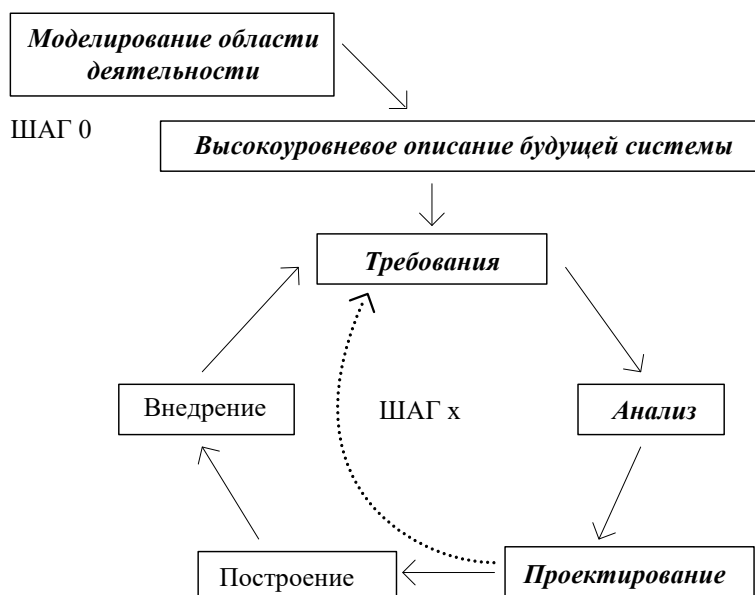 Моделирование области
деятельности
ШАГ 0
Высокоуровневое описание будущей системы
Требования
Внедрение
ШАГ x
Анализ
Построение
Проектирование